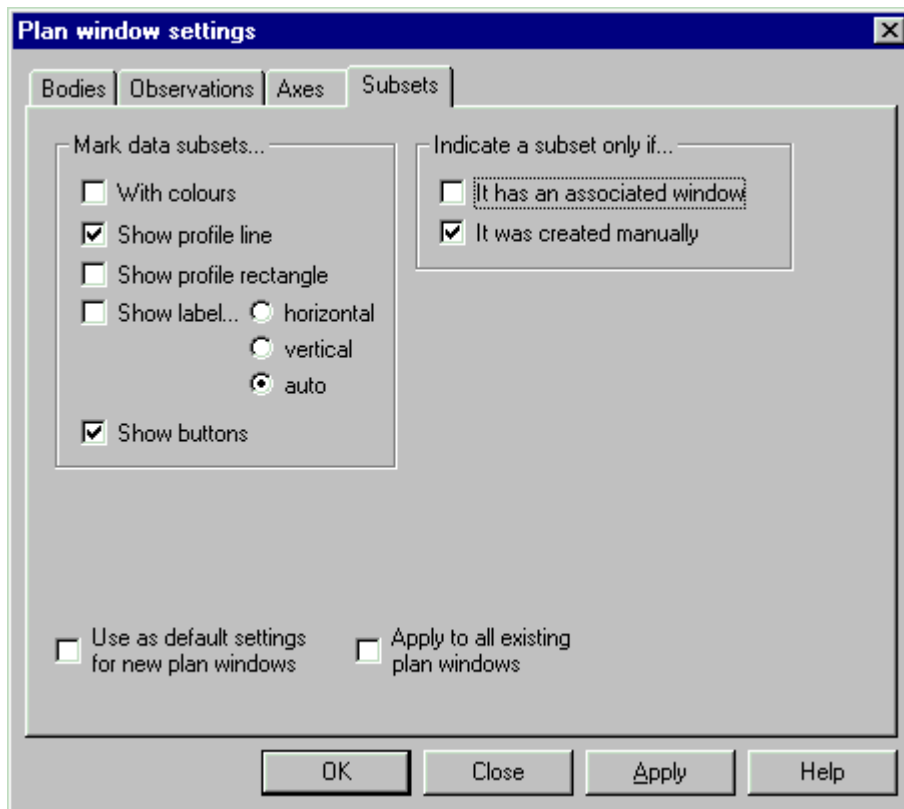 Plan window settings
Bodies Observations Axes Subsets
Mark data subsets...
With colours
Show profile line
Show profile rectangle
Show label... horizontal
vertical
auto
Show buttons
Indicate a subset only if...
It has an associated window
It was created manually
Use as default settings
for new plan windows
Apply to all existing
plan windows
OK Close Apply Help